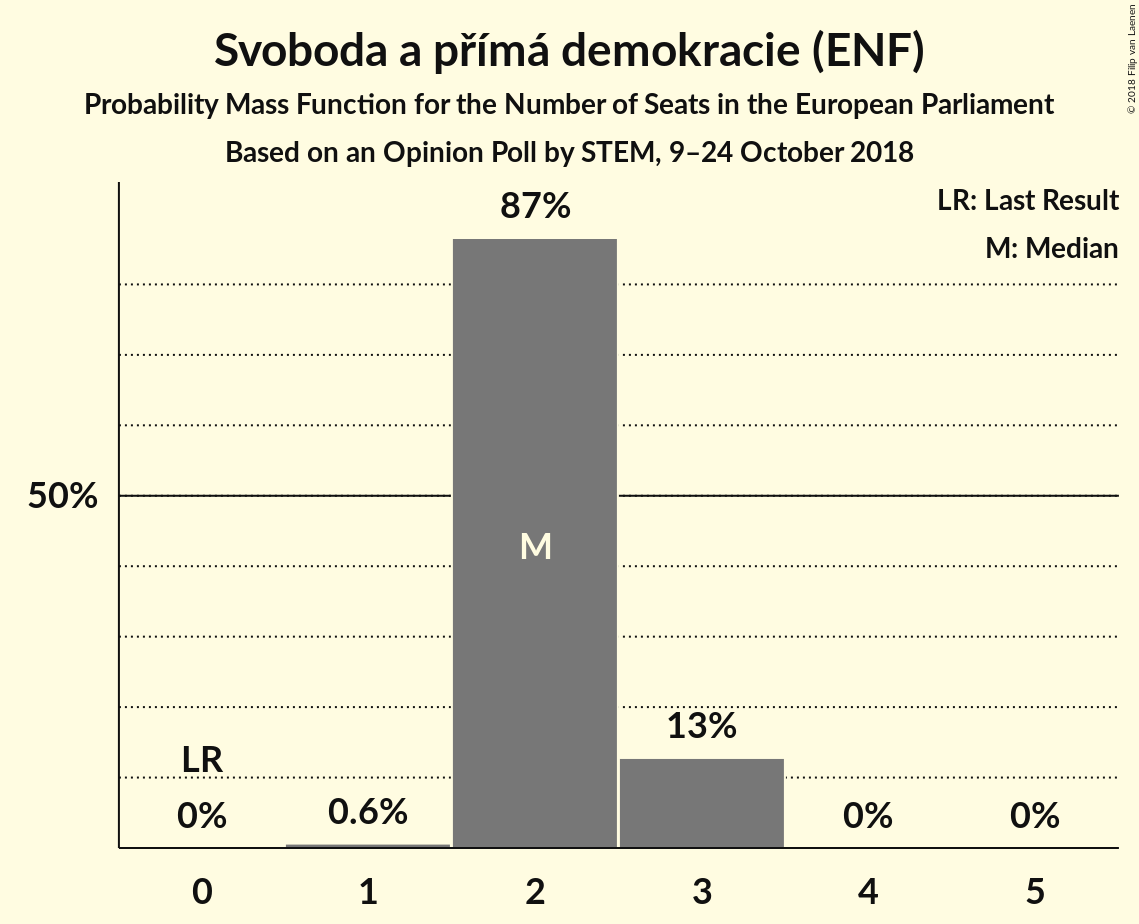 Svoboda a přímá demokracie (ENF)
Probability Mass Function for the Number of Seats in the European Parliament
Based on an Opinion Poll by STEM, 9–24 October 2018
© 2018 Filip van Laenen
LR: Last Result
M: Median
87%
50%
M
13%
LR
0%
0.6%
0%
0%
0 1 2 3 4 5